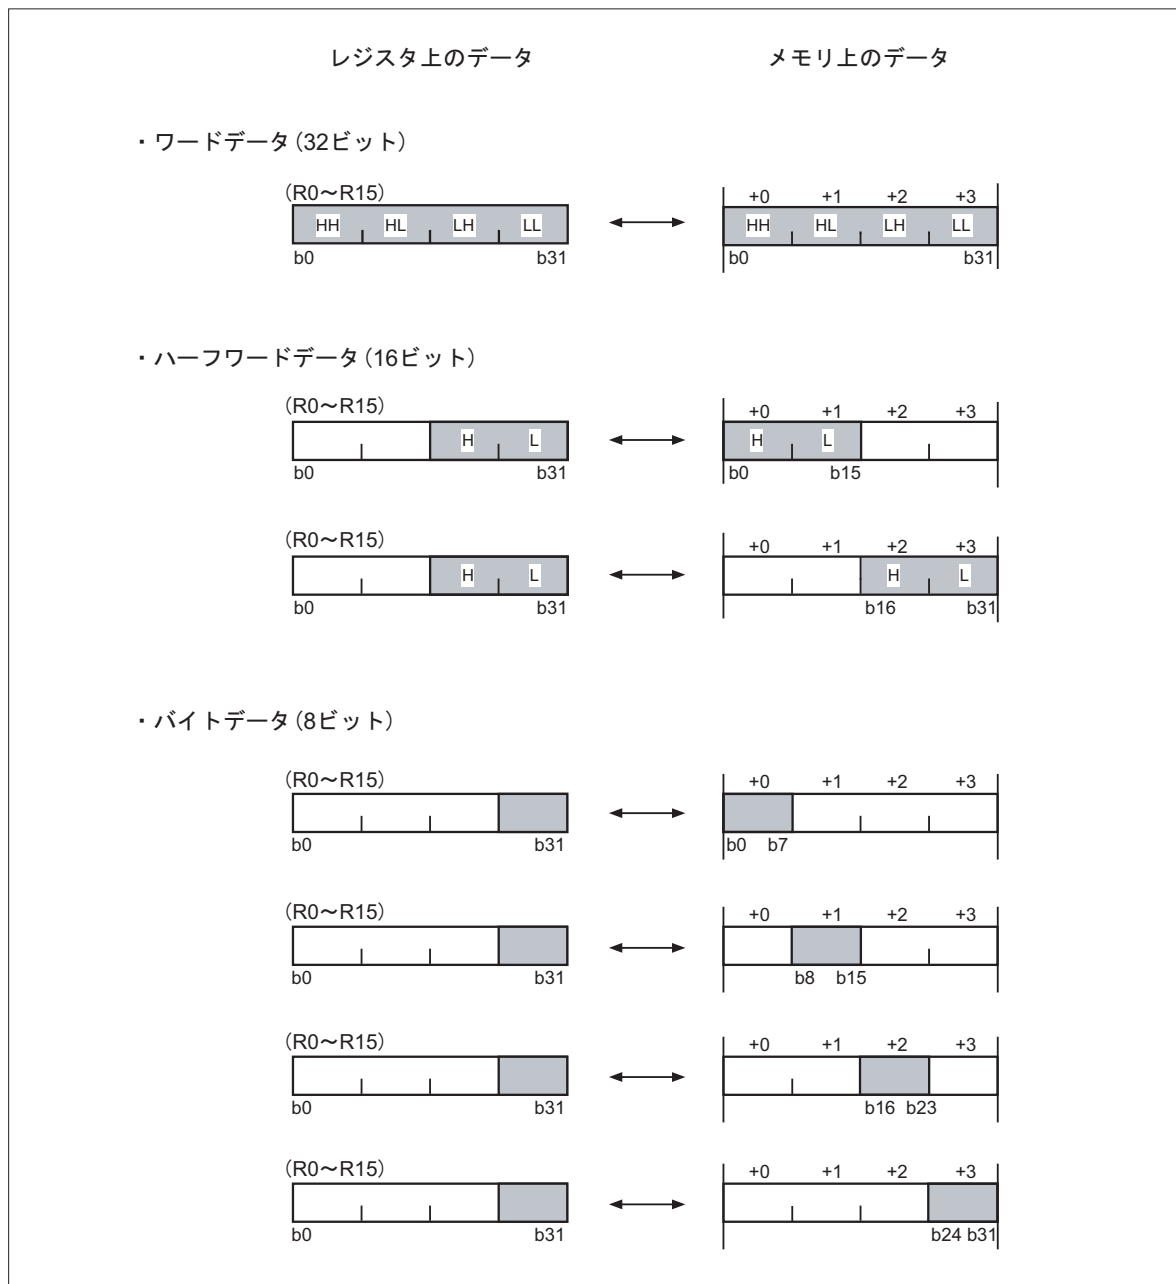 レジスタ上のデータ メモリ上のデータ
・ワードデータ(32ビット)
(R0～R15) +0 +1 +2 +3
HH HL LH LL HH HL LH LL
b0 b31 b0 b31
・ハーフワードデータ(16ビット)
(R0～R15) +0 +1 +2 +3
H L H L
b0 b31 b0 b15
(R0～R15) +0 +1 +2 +3
H L H L
b0 b31 b16 b31
・バイトデータ(8ビット)
(R0～R15) +0 +1 +2 +3
b0 b31 b0 b7
(R0～R15) +0 +1 +2 +3
b0 b31 b8 b15
(R0～R15) +0 +1 +2 +3
b0 b31 b16 b23
(R0～R15) +0 +1 +2 +3
b0 b31 b24 b31